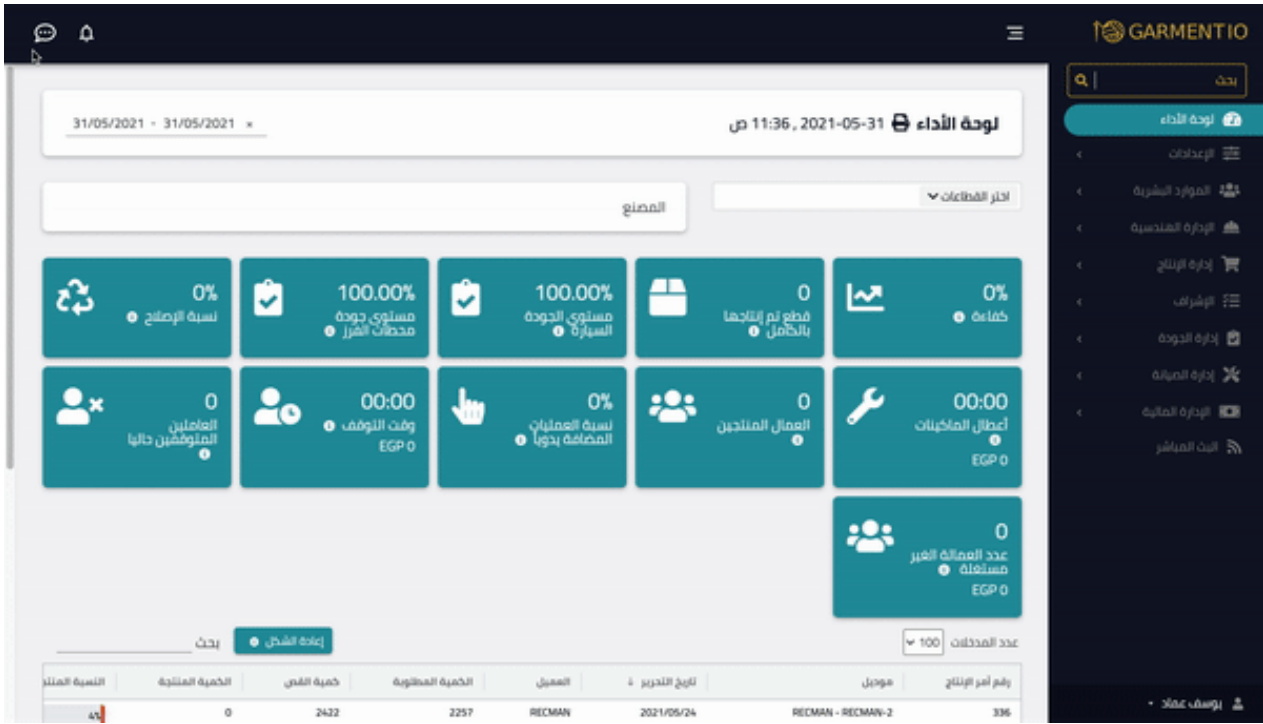 GARMENTIO
بحث
لوحة الأداء
الإعدادات
الموارد البشرية
الإدارة الهندسية
إدارة الإنتاج
الإشراف
إدارة الجودة
إدارة الصيانة
الإدارة المالية
البث المباشر
يوسف عماد
لوحة الأداء 2021-05-31 , 11:36 ص
31/05/2021 - 31/05/2021 ×
اختر القطاعات
المصنع
0%
كفاءة
0
قطع تم إنتاجها
بالكامل
100.00%
مستوى الجودة
السيارة
100.00%
مستوى جودة
محطات الفرز
0%
نسبة الإصلاح
00:00
أعطال الماكينات
EGP 0
0
العمال المنتجين
0%
نسبة العمليات
المضافة يدوياً
00:00
وقت التوقف
EGP 0
0
العاملين
المتوقفين حاليا
0
عدد العمالة الغير
مستغلة
EGP 0
عدد المدخلات 100
إعادة الشكل
بحث
رقم أمر الإنتاج موديل تاريخ التحرير العميل الكمية المطلوبة كمية القص الكمية المنتجة النسبة المنتج
336 RECMAN - RECMAN-2 2021/05/24 RECMAN 2257 2422 0 4%